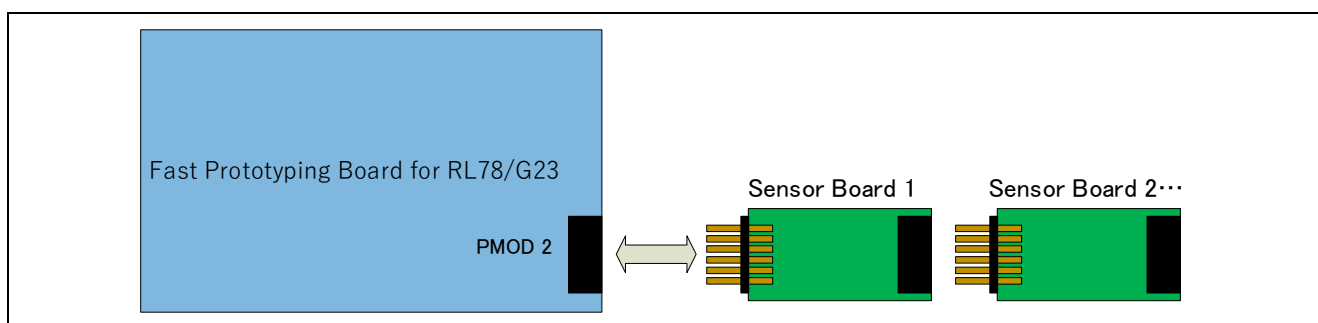 Fast Prototyping Board for RL78/G23
PMOD 2
Sensor Board 1
Sensor Board 2⋯